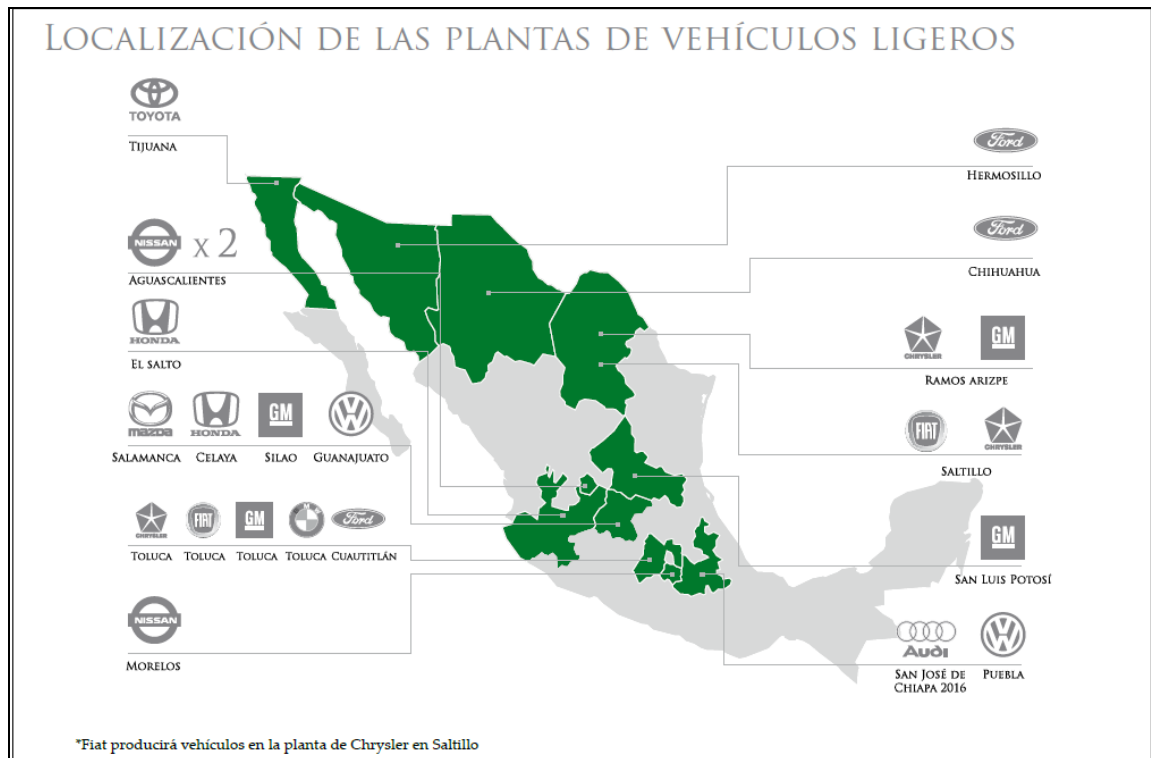 LOCALIZACIÓN DE LAS PLANTAS DE VEHÍCULOS LIGEROS
TOYOTA
TIJUANA
NISSAN x 2
AGUASCALIENTES
HONDA
EL SALTO
mazda HONDA GM VW
SALAMANCA CELAYA SILAO GUANAJUATO
CHRYSLER FIAT GM BMW Ford
TOLUCA TOLUCA TOLUCA TOLUCA CUAUTITLÁN
NISSAN
MORELOS
Ford
HERMOSILLO
Ford
CHIHUAHUA
CHRYSLER GM
RAMOS ARIZPE
FIAT CHRYSLER
SALTILLO
GM
SAN LUIS POTOSÍ
Audi VW
SAN JOSÉ DE PUEBLA
CHIAPA 2016
*Fiat producirá vehículos en la planta de Chrysler en Saltillo